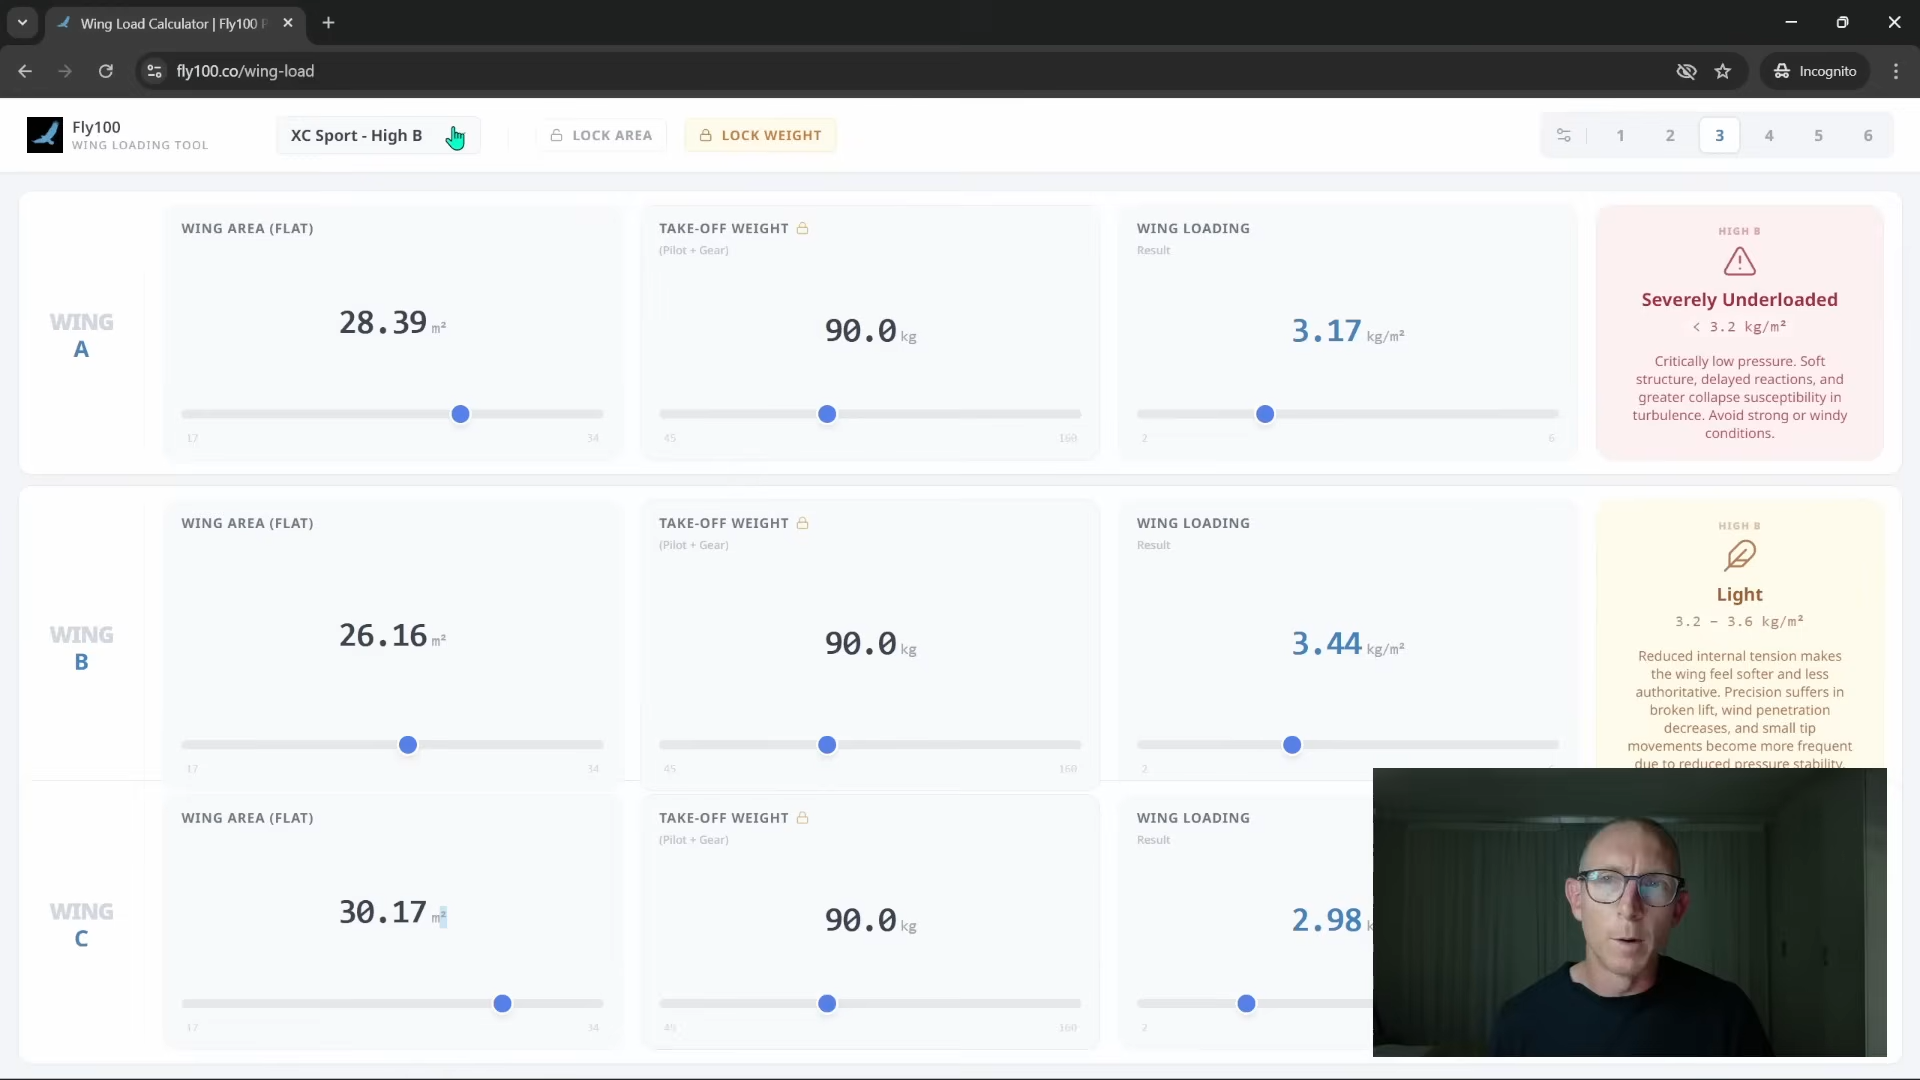 Wing Load Calculator | Fly100 P
fly100.co/wing-load
Incognito
Fly100
WING LOADING TOOL
XC Sport - High B
LOCK AREA
LOCK WEIGHT
1 2 3 4 5 6
WING
A
WING AREA (FLAT)
28.39 m²
17 34
TAKE-OFF WEIGHT
(Pilot + Gear)
90.0 kg
45 160
WING LOADING
Result
3.17 kg/m²
2 6
HIGH B
Severely Underloaded
< 3.2 kg/m²
Critically low pressure. Soft
structure, delayed reactions, and
greater collapse susceptibility in
turbulence. Avoid strong or windy
conditions.
WING
B
WING AREA (FLAT)
26.16 m²
17 34
TAKE-OFF WEIGHT
(Pilot + Gear)
90.0 kg
45 160
WING LOADING
Result
3.44 kg/m²
2
HIGH B
Light
3.2 – 3.6 kg/m²
Reduced internal tension makes
the wing feel softer and less
authoritative. Precision suffers in
broken lift, wind penetration
decreases, and small tip
movements become more frequent
due to reduced pressure stability.
WING
C
WING AREA (FLAT)
30.17 m²
17 34
TAKE-OFF WEIGHT
(Pilot + Gear)
90.0 kg
45 160
WING LOADING
Result
2.98
2